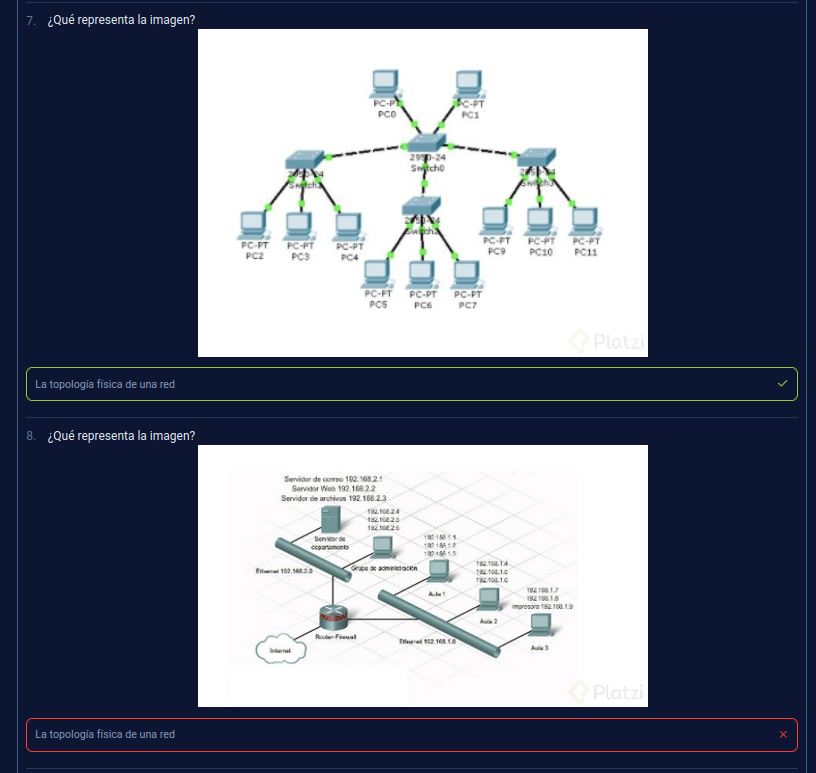 7. ¿Qué representa la imagen?
PC-PT
PC0
PC-PT
PC1
2950-24
Switch0
2950-24
2950-24
Switch3
2950-24
Switch2
PC-PT
PC2
PC-PT
PC3
PC-PT
PC4
PC-PT
PC9
PC-PT
PC10
PC-PT
PC11
PC-PT
PC5
PC-PT
PC6
PC-PT
PC7
Platzi
La topología física de una red
8. ¿Qué representa la imagen?
Servidor de correo 192.168.2.1
Servidor Web 192.168.2.2
Servidor de archivos 192.168.2.3
192.168.2.4
192.168.2.5
192.168.2.6
Servidor de
departamento
192.168.1.1
192.168.1.2
192.168.1.3
Ethernet 192.168.2.0
Grupo de administración
192.168.1.4
192.168.1.5
192.168.1.6
Aula 1
192.168.1.7
192.168.1.8
Impresora 192.168.1.9
Aula 2
Router-Firewall
Ethernet 192.168.1.0
Internet
Aula 3
Platzi
La topología física de una red